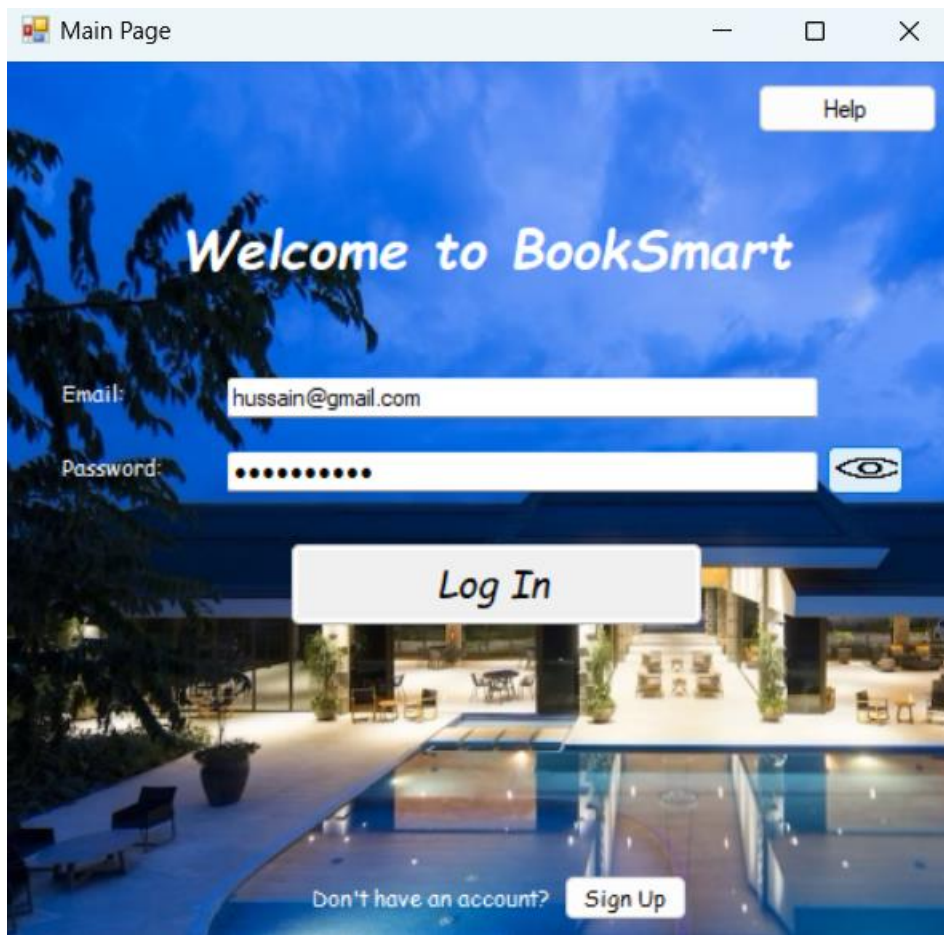 Main Page
Help
Welcome to BookSmart
Email: hussain@gmail.com
Password: ••••••••••
Log In
Don't have an account? Sign Up